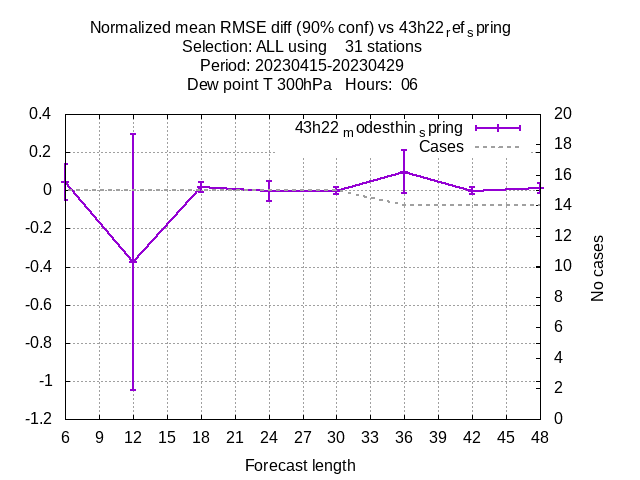 Normalized mean RMSE diff (90% conf) vs 43h22refspring
Selection: ALL using    31 stations
Period: 20230415-20230429
Dew point T 300hPa   Hours:  06
43h22modesthinspring
Cases
0.4
0.2
0
-0.2
-0.4
-0.6
-0.8
-1
-1.2
20
18
16
14
12
10
8
6
4
2
0
No cases
6 9 12 15 18 21 24 27 30 33 36 39 42 45 48
Forecast length